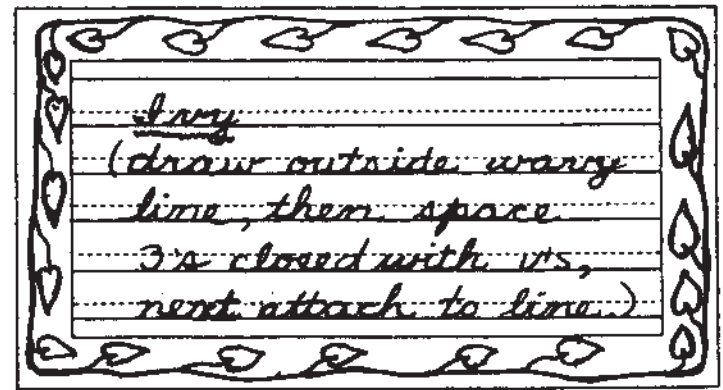 Ivy
(draw outside wavy
line, then space
3's closed with v's,
next attach to line.)